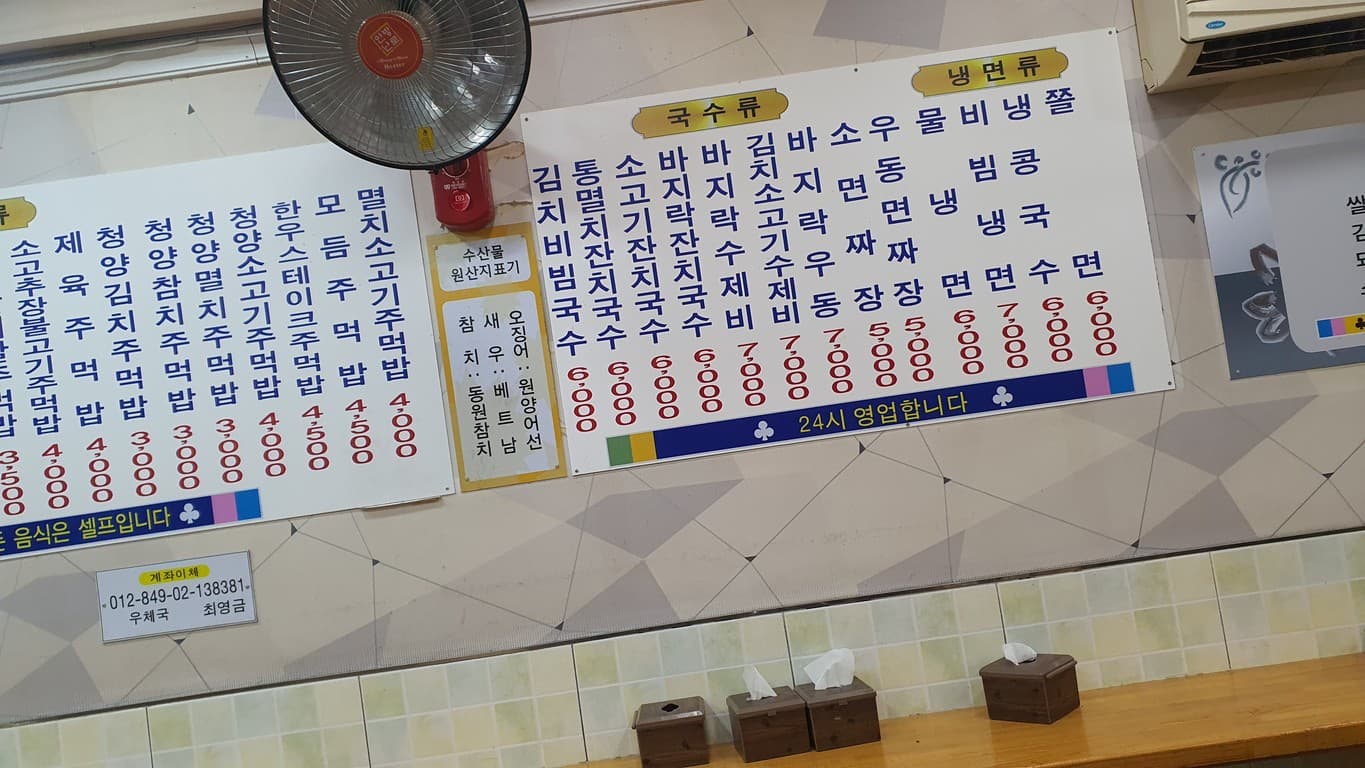 류
소고추장불고기주먹밥 4,000
제육주먹밥 4,000
청양김치주먹밥 3,000
청양참치주먹밥 3,000
청양멸치주먹밥 3,000
청양소고기주먹밥 4,000
한우스테이크주먹밥 4,500
모듬주먹밥 4,500
멸치소고기주먹밥 4,000
음식은 셀프입니다
계좌이체
012-849-02-138381
우체국 최영금
안방난로
Heater
수산물
원산지표기
참치:동원참치
새우:베트남
오징어:원양어선
국수류
김치비빔국수 6,000
통멸치잔치국수 6,000
소고기잔치국수 6,000
바지락잔치국수 6,000
바지락수제비 7,000
김치소고기수제비 7,000
바지락우동 7,000
소면짜장 5,000
우동면짜장 5,000
냉면류
물냉면 6,000
비빔냉면 7,000
냉콩국수 6,000
쫄면 6,000
24시 영업합니다
쌀